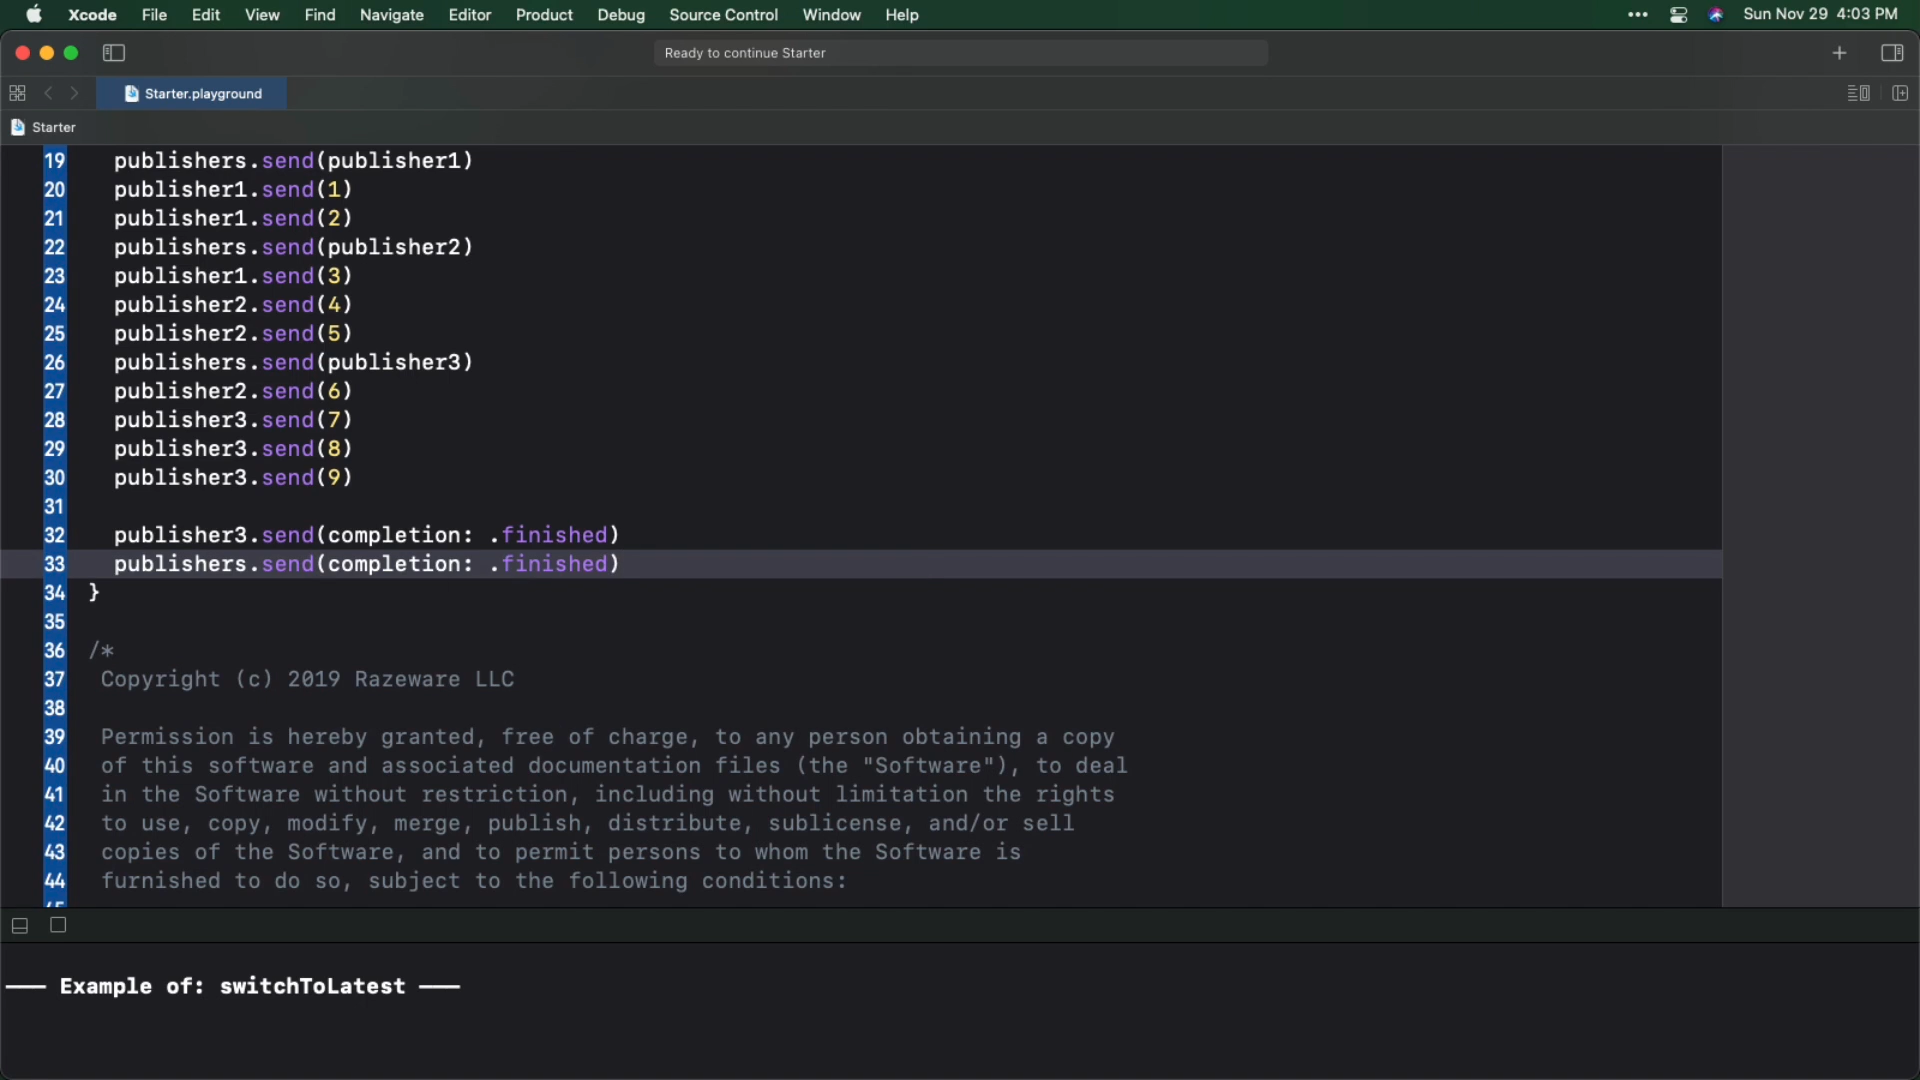 Xcode File Edit View Find Navigate Editor Product Debug Source Control Window Help ••• Sun Nov 29 4:03 PM
Ready to continue Starter
Starter.playground
Starter
19 publishers.send(publisher1)
20 publisher1.send(1)
21 publisher1.send(2)
22 publishers.send(publisher2)
23 publisher1.send(3)
24 publisher2.send(4)
25 publisher2.send(5)
26 publishers.send(publisher3)
27 publisher2.send(6)
28 publisher3.send(7)
29 publisher3.send(8)
30 publisher3.send(9)
31
32 publisher3.send(completion: .finished)
33 publishers.send(completion: .finished)
34 }
35
36 /*
37 Copyright (c) 2019 Razeware LLC
38
39 Permission is hereby granted, free of charge, to any person obtaining a copy
40 of this software and associated documentation files (the "Software"), to deal
41 in the Software without restriction, including without limitation the rights
42 to use, copy, modify, merge, publish, distribute, sublicense, and/or sell
43 copies of the Software, and to permit persons to whom the Software is
44 furnished to do so, subject to the following conditions:
45
——— Example of: switchToLatest ———